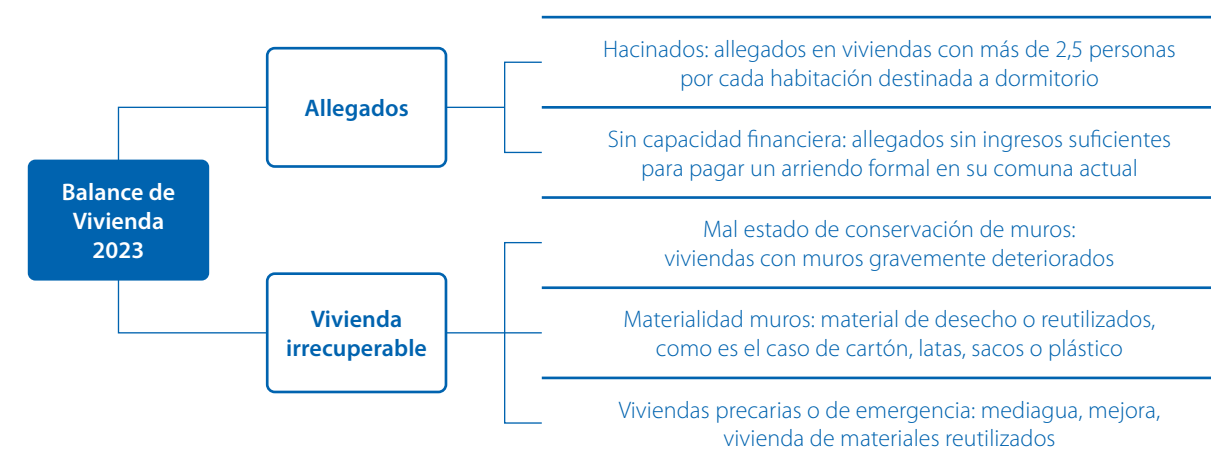 Balance de
Vivienda
2023
Allegados
Hacinados: allegados en viviendas con más de 2,5 personas
por cada habitación destinada a dormitorio
Sin capacidad financiera: allegados sin ingresos suficientes
para pagar un arriendo formal en su comuna actual
Vivienda
irrecuperable
Mal estado de conservación de muros:
viviendas con muros gravemente deteriorados
Materialidad muros: material de desecho o reutilizados,
como es el caso de cartón, latas, sacos o plástico
Viviendas precarias o de emergencia: mediagua, mejora,
vivienda de materiales reutilizados